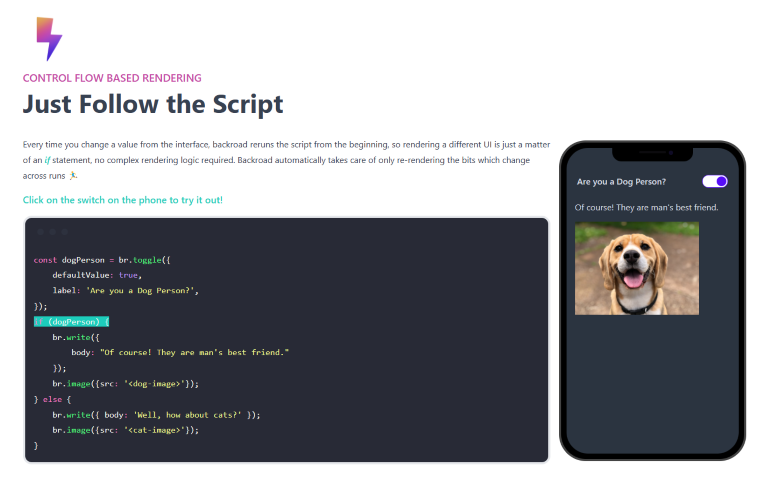 CONTROL FLOW BASED RENDERING
Just Follow the Script
Every time you change a value from the interface, backroad reruns the script from the beginning, so rendering a different UI is just a matter
of an if statement, no complex rendering logic required. Backroad automatically takes care of only re-rendering the bits which change
across runs 🏃.
Click on the switch on the phone to try it out!
const dogPerson = br.toggle({
    defaultValue: true,
    label: 'Are you a Dog Person?',
});
if (dogPerson) {
    br.write({
        body: "Of course! They are man's best friend."
    });
    br.image({src: '<dog-image>'});
} else {
    br.write({ body: 'Well, how about cats?' });
    br.image({src: '<cat-image>'});
}
Are you a Dog Person?
Of course! They are man's best friend.